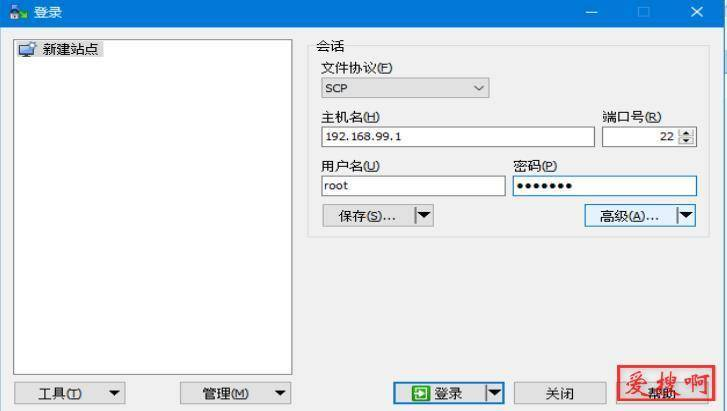 登录
新建站点
会话
文件协议(F)
SCP
主机名(H)
端口号(R)
192.168.99.1
22
用户名(U)
密码(P)
root
•••••••
保存(S)...
高级(A)...
工具(T)
管理(M)
登录
关闭
帮助
爱搜啊